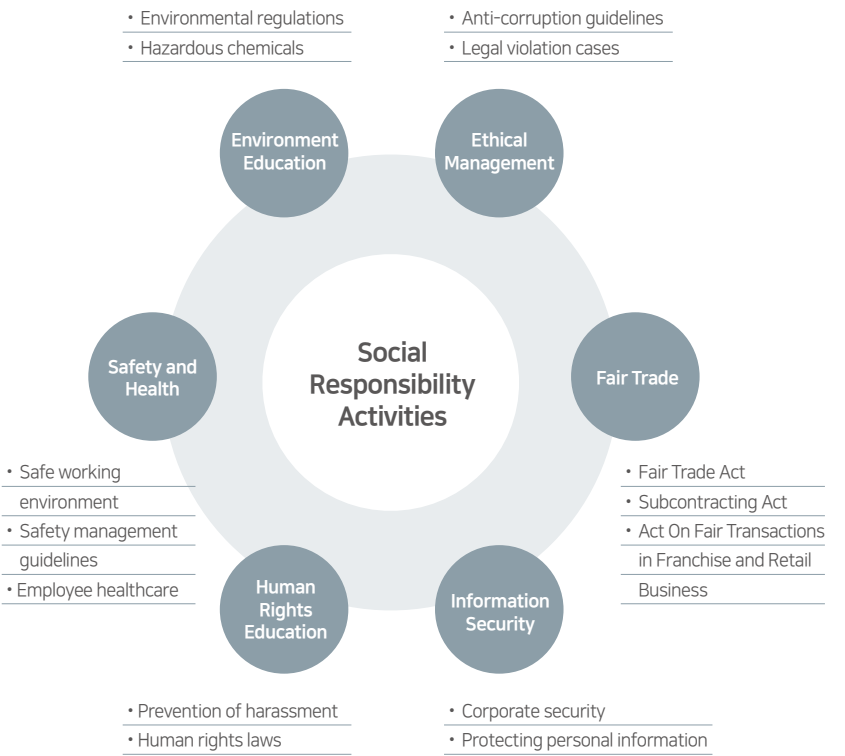 • Environmental regulations
• Hazardous chemicals
• Anti-corruption guidelines
• Legal violation cases
Environment
Education
Ethical
Management
Safety and
Health
Social
Responsibility
Activities
Fair Trade
• Safe working
environment
• Safety management
guidelines
• Employee healthcare
• Fair Trade Act
• Subcontracting Act
• Act On Fair Transactions
in Franchise and Retail
Business
Human
Rights
Education
Information
Security
• Prevention of harassment
• Human rights laws
• Corporate security
• Protecting personal information